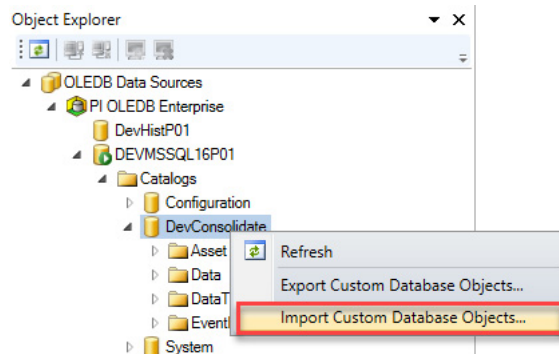 Object Explorer
OLEDB Data Sources
PI OLEDB Enterprise
DevHistP01
DEVMSSQL16P01
Catalogs
Configuration
DevConsolidate
Asset
Refresh
Data
Export Custom Database Objects...
DataT
Import Custom Database Objects...
System